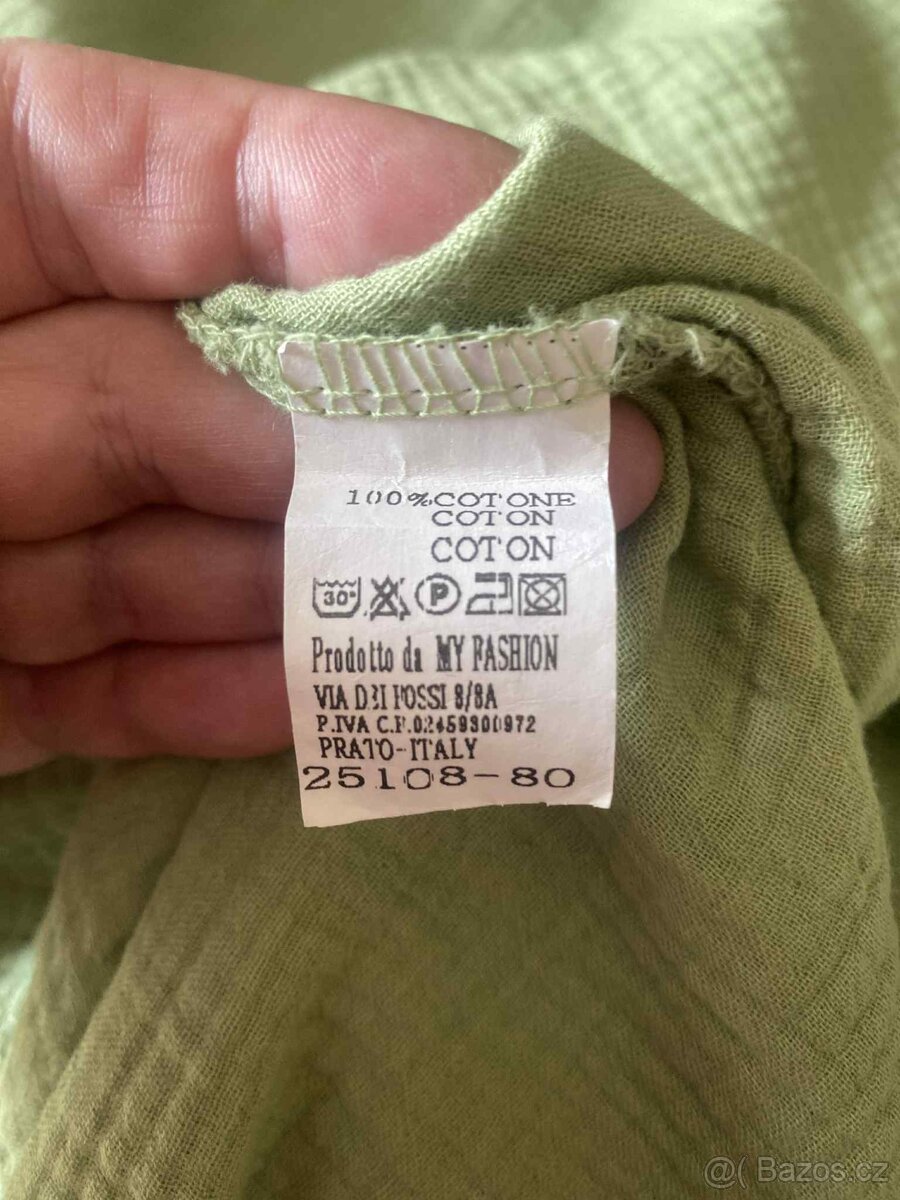 100%COTONE
COTON
COTON
30°
P
Prodotto da MY FASHION
VIA DEI FOSSI 8/8A
P.IVA C.F.02459300972
PRATO-ITALY
25108-80
@( Bazos.cz